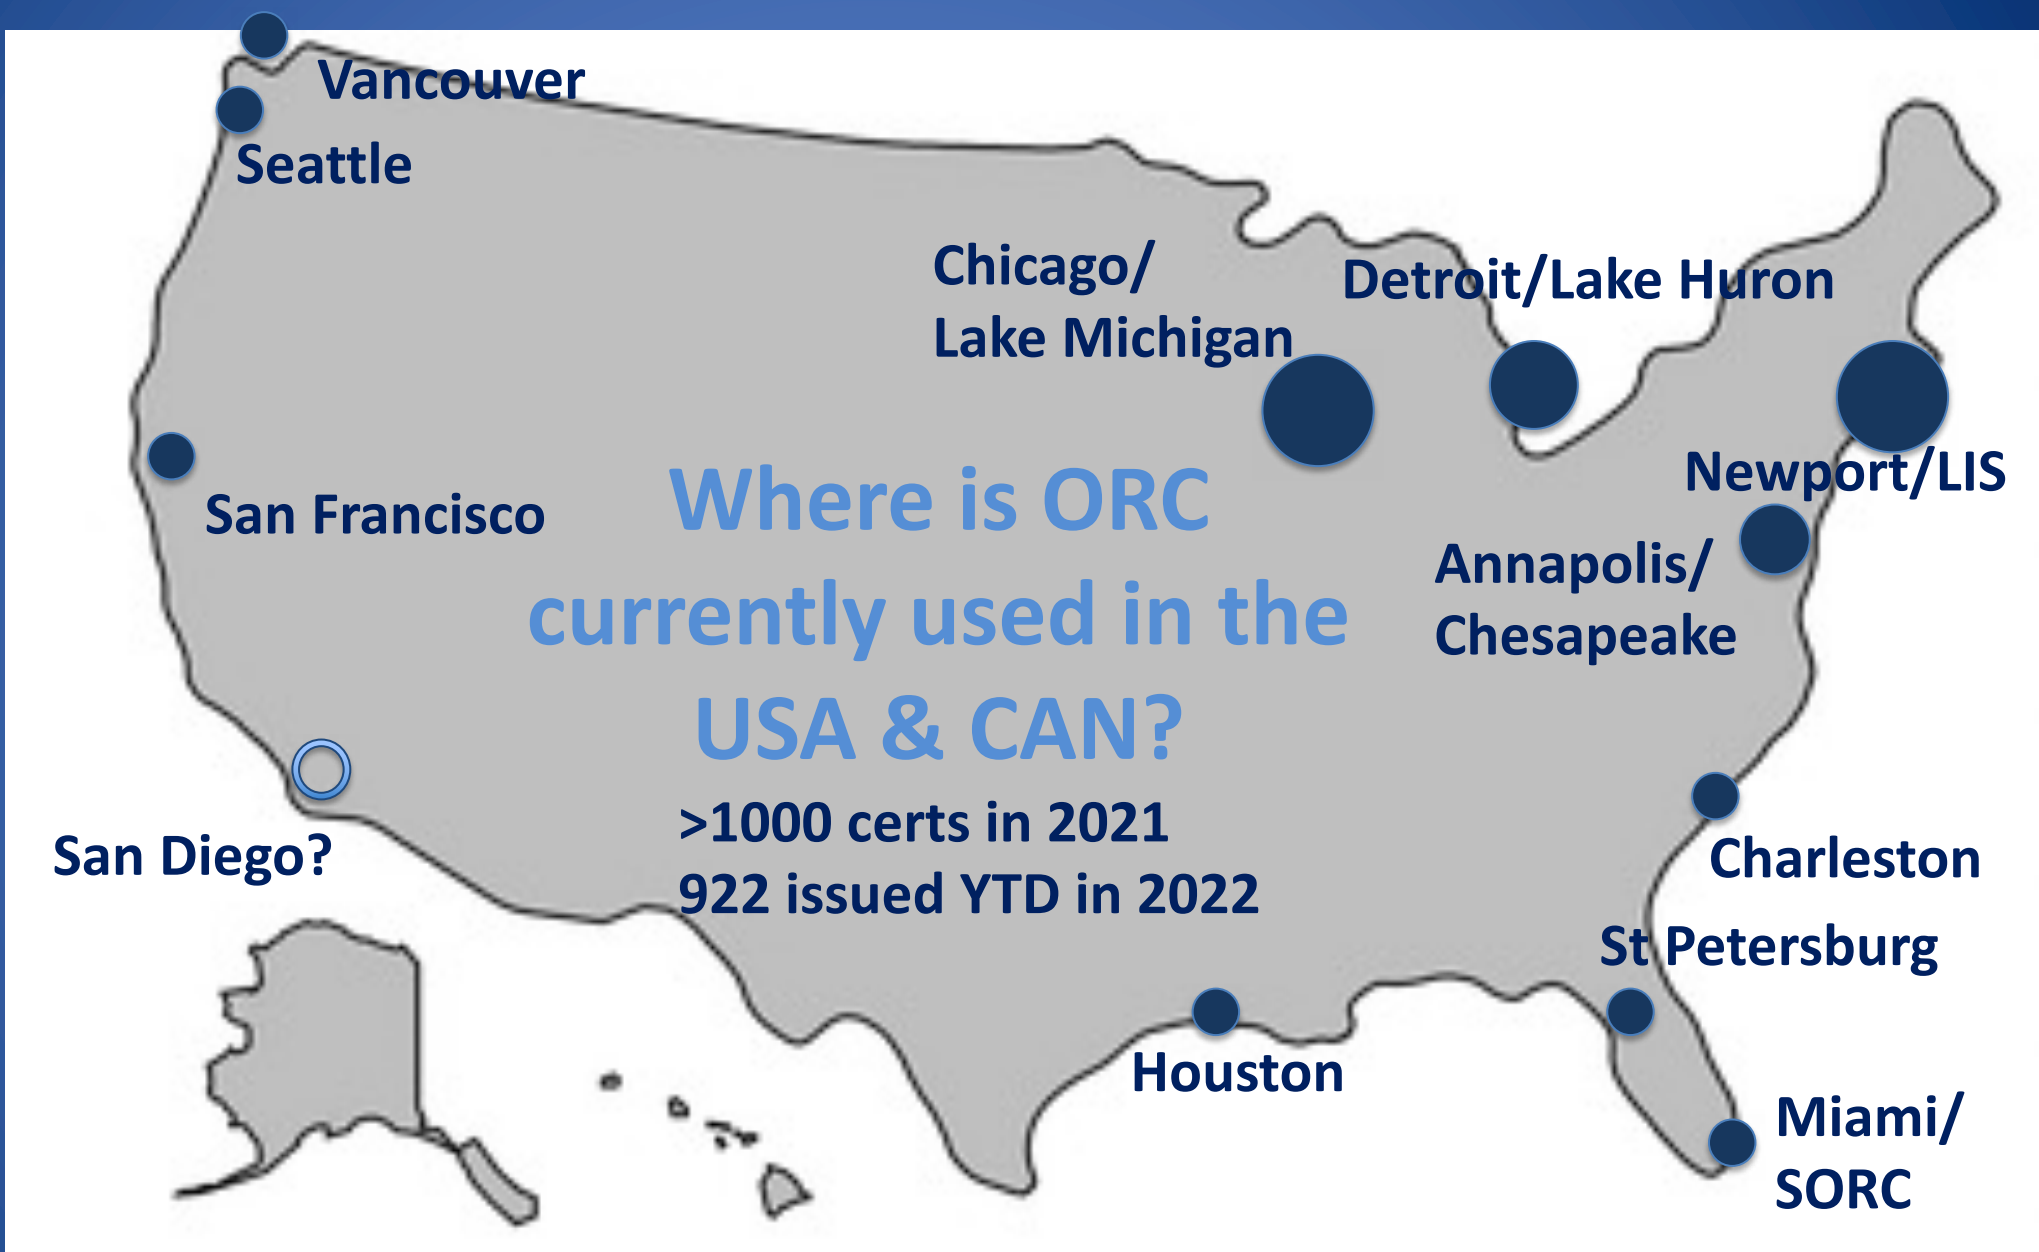 Vancouver
Seattle
Chicago/
Lake Michigan
Detroit/Lake Huron
San Francisco
Newport/LIS
Where is ORC
currently used in the
USA & CAN?
Annapolis/
Chesapeake
>1000 certs in 2021
922 issued YTD in 2022
San Diego?
Charleston
St Petersburg
Houston
Miami/
SORC